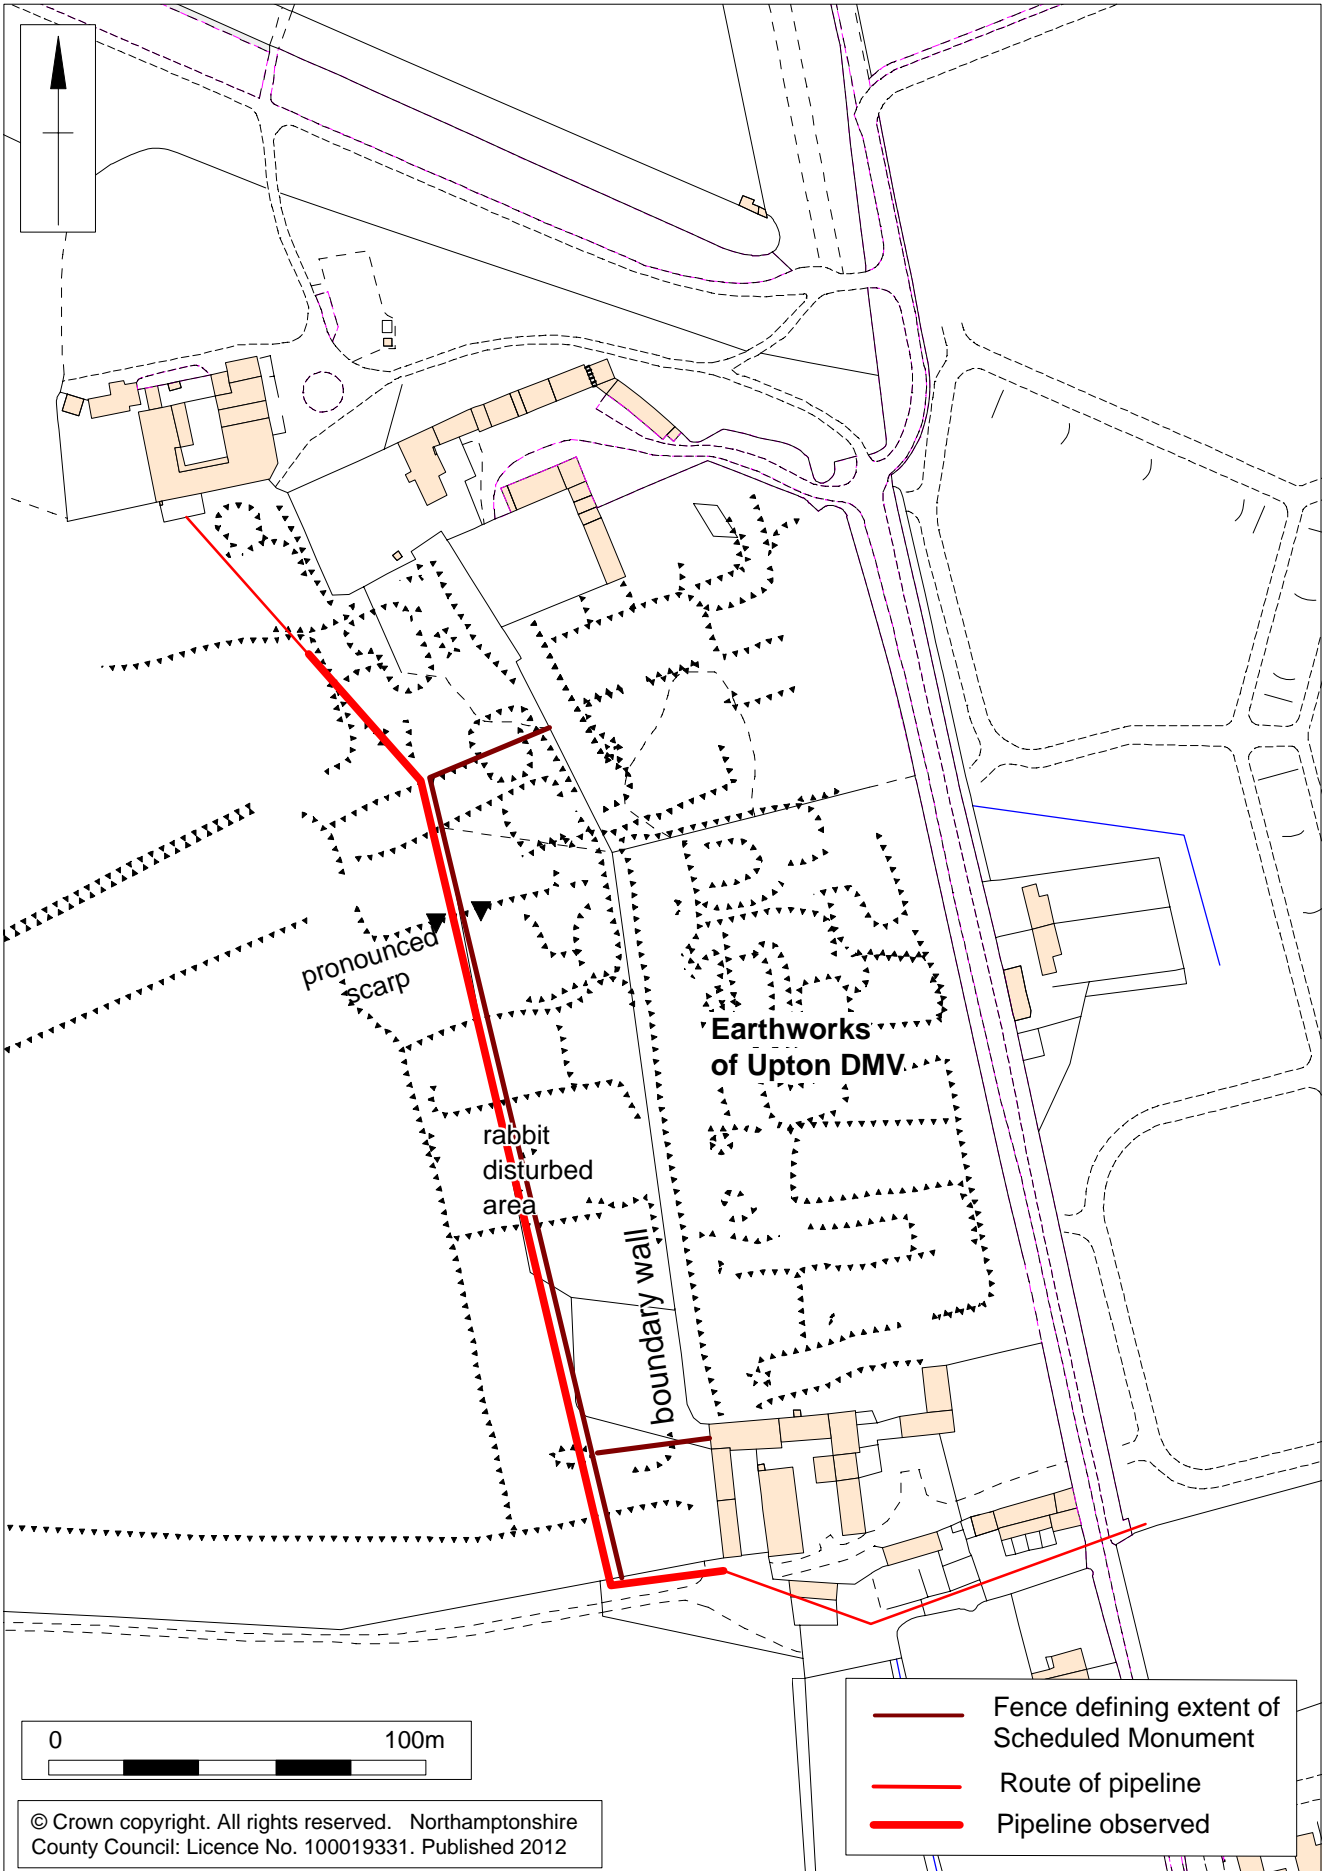 pronounced
scarp
Earthworks
of Upton DMV
rabbit
disturbed
area
boundary wall
0 100m
© Crown copyright. All rights reserved. Northamptonshire
County Council: Licence No. 100019331. Published 2012
Fence defining extent of
Scheduled Monument
Route of pipeline
Pipeline observed